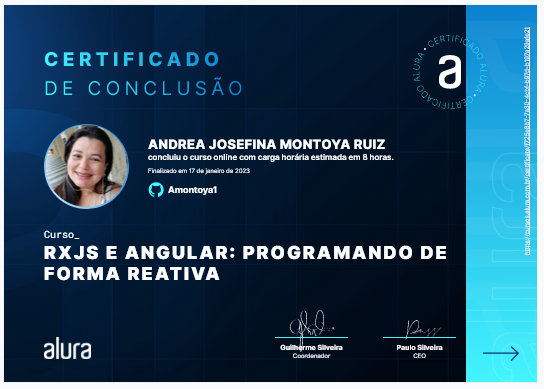 CERTIFICADO
DE CONCLUSÃO
CERTIFICADO ALURA • CERTIFICADO ALURA •
a
ANDREA JOSEFINA MONTOYA RUIZ
concluiu o curso online com carga horária estimada em 8 horas.
Finalizado em 17 de janeiro de 2023
Amontoya1
Curso_
RXJS E ANGULAR: PROGRAMANDO DE
FORMA REATIVA
alura
Guilherme Silveira
Coordenador
Paulo Silveira
CEO